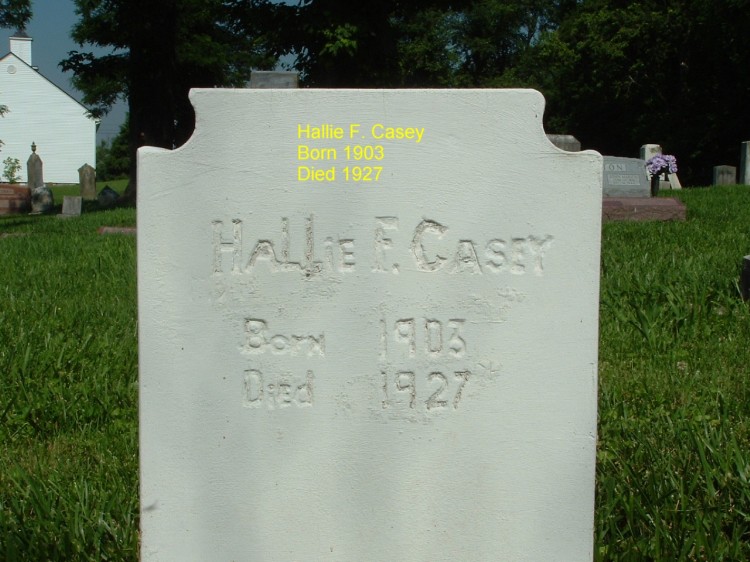 Hallie F. Casey
Born 1903
Died 1927
HALLIE F. CASEY
Born 1903
Died 1927